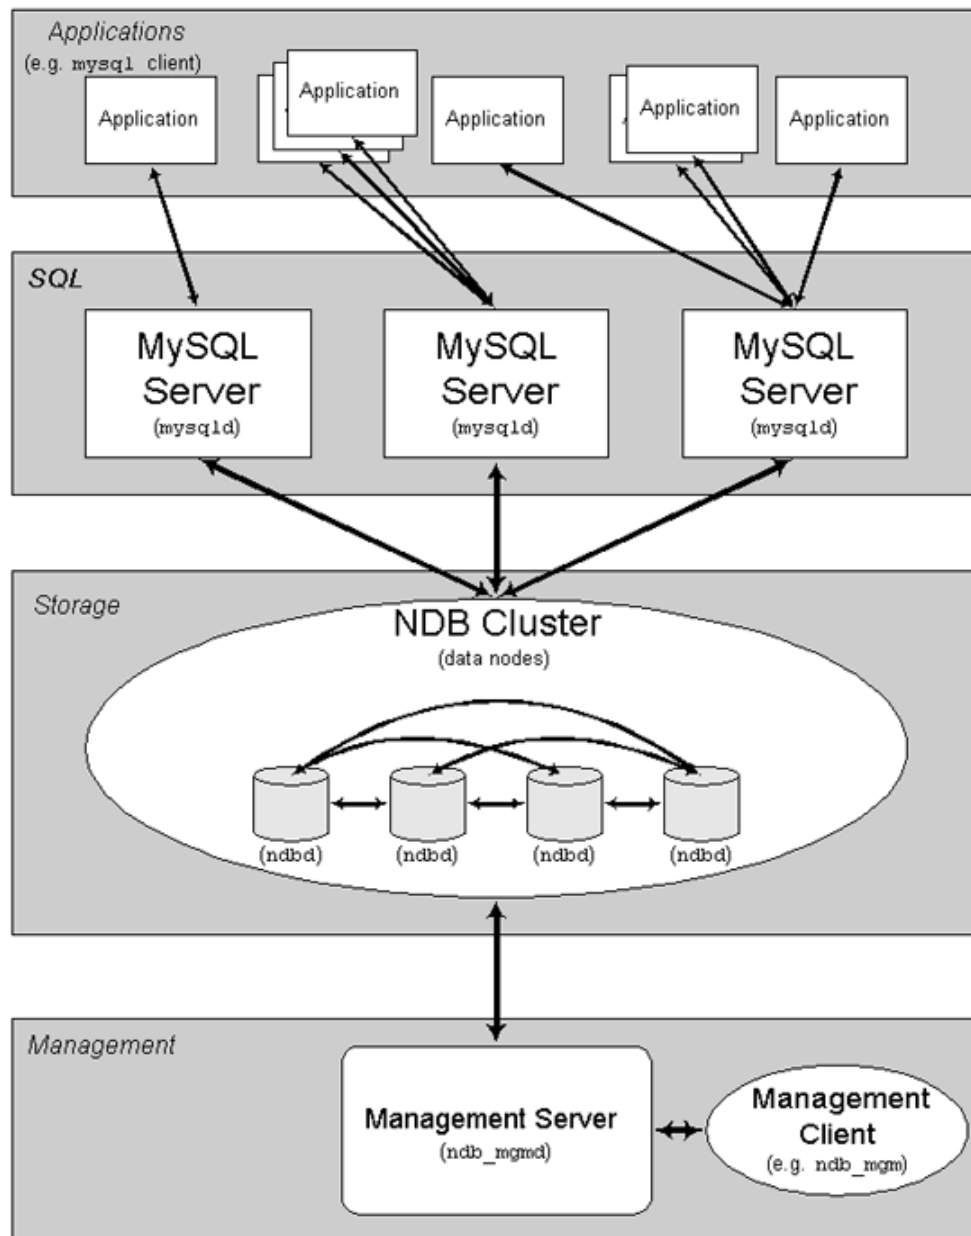 Applications
(e.g. mysql client)
Application
Application
Application
Application
Application
SQL
MySQL
Server
(mysqld)
MySQL
Server
(mysqld)
MySQL
Server
(mysqld)
Storage
NDB Cluster
(data nodes)
(ndbd)
(ndbd)
(ndbd)
(ndbd)
Management
Management Server
(ndb_mgmd)
Management
Client
(e.g. ndb_mgm)